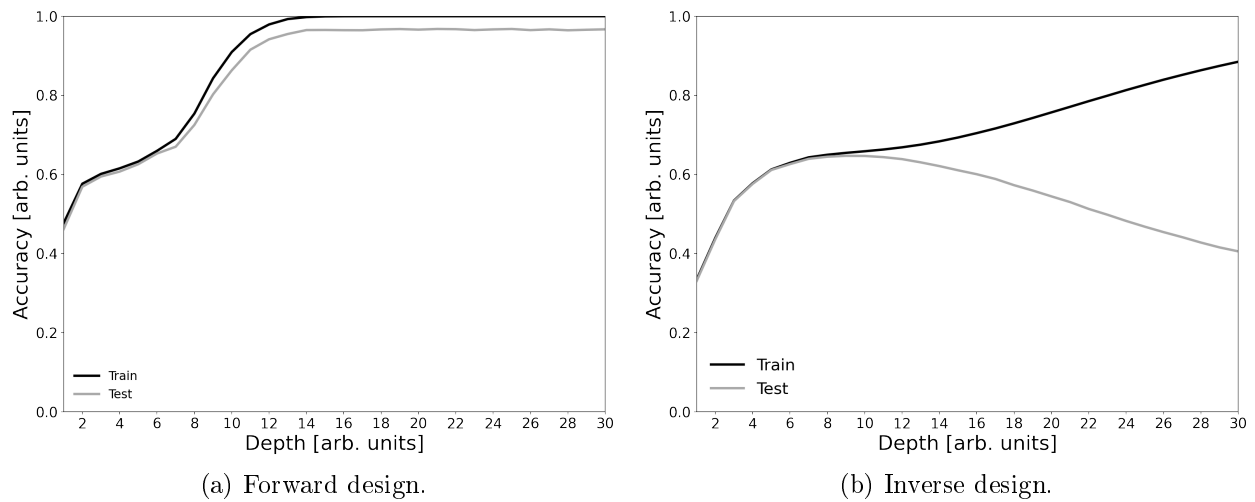 1.0
0.8
0.6
0.4
0.2
0.0
Accuracy [arb. units]
Train
Test
2 4 6 8 10 12 14 16 18 20 22 24 26 28 30
Depth [arb. units]
(a) Forward design.
1.0
0.8
0.6
0.4
0.2
0.0
Accuracy [arb. units]
Train
Test
2 4 6 8 10 12 14 16 18 20 22 24 26 28 30
Depth [arb. units]
(b) Inverse design.